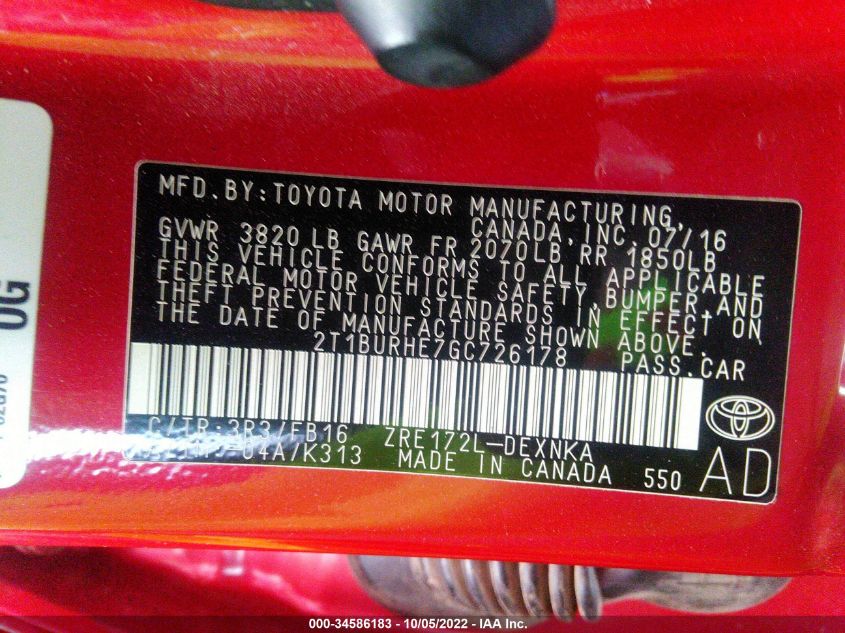 MFD.BY:TOYOTA MOTOR MANUFACTURING,
CANADA, INC. 07/16
GVWR 3820 LB GAWR FR 2070LB RR 1850LB
THIS VEHICLE CONFORMS TO ALL APPLICABLE
FEDERAL MOTOR VEHICLE SAFETY, BUMPER, AND
THEFT PREVENTION STANDARDS IN EFFECT ON
THE DATE OF MANUFACTURE SHOWN ABOVE.
2T1BURHE7GC726178 PASS.CAR
C/TR:3R3/FB16 ZRE172L-DEXNKA
04A/K313 MADE IN CANADA 550 AD
OG
000-34586183 - 10/05/2022 - IAA Inc.